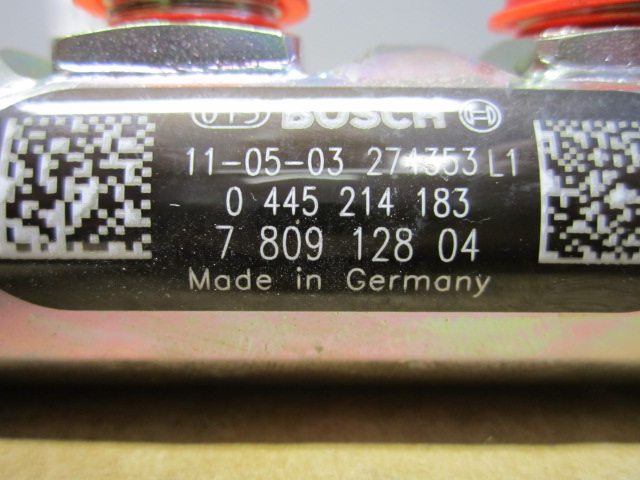 BOSCH
11-05-03 274353 L1
0 445 214 183
7 809 128 04
Made in Germany